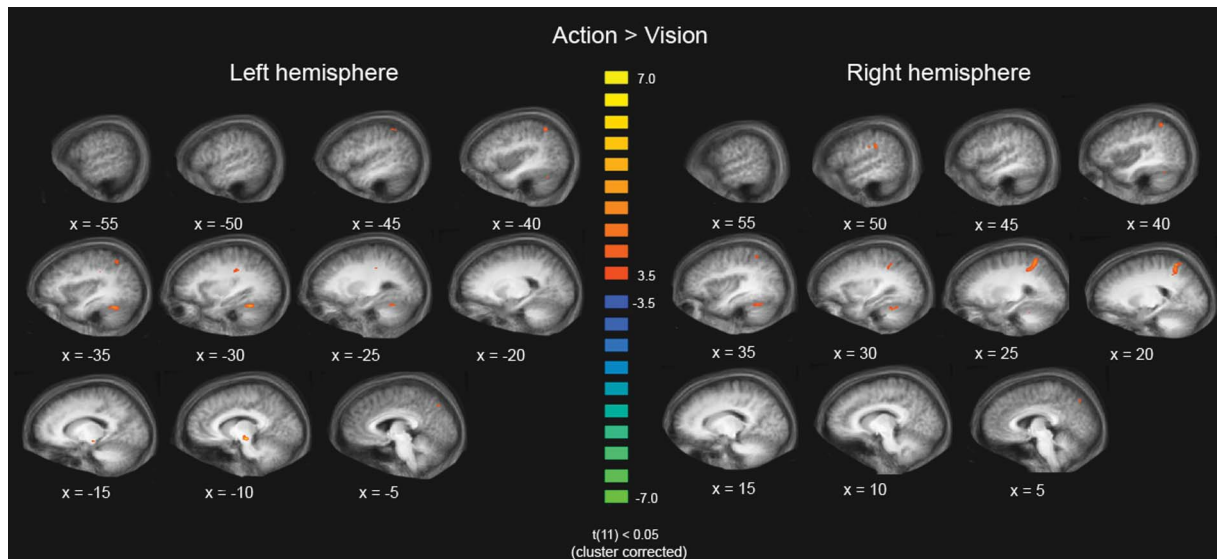 Action > Vision
Left hemisphere
Right hemisphere
7.0
3.5
-3.5
-7.0
x = -55
x = -50
x = -45
x = -40
x = 55
x = 50
x = 45
x = 40
x = -35
x = -30
x = -25
x = -20
x = 35
x = 30
x = 25
x = 20
x = -15
x = -10
x = -5
x = 15
x = 10
x = 5
t(11) < 0.05
(cluster corrected)